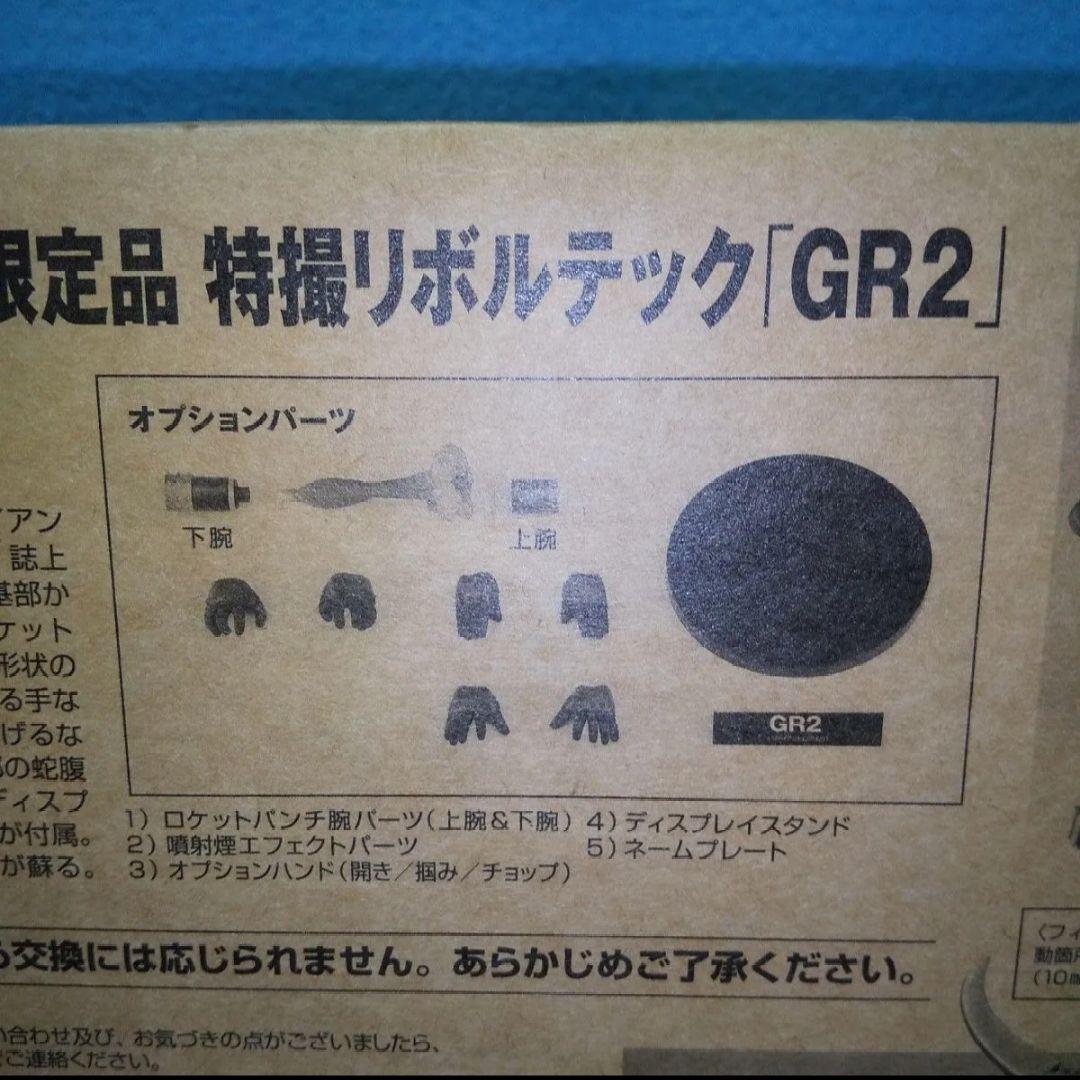 限定品 特撮リボルテック「GR2」
オプションパーツ
下腕
上腕
GR2
イアン
誌上
基部か
ケット
形状の
る手な
げるな
の蛇腹
ディスプ
が付属。
が蘇る。
1）ロケットパンチ腕パーツ（上腕＆下腕）
2）噴射煙エフェクトパーツ
3）オプションハンド（開き／掴み／チョップ）
4）ディスプレイスタンド
5）ネームプレート
交換には応じられません。あらかじめご了承ください。
い合わせ及び、お気づきの点がございましたら、
ご連絡ください。
〈フィ
動箇所
(10m